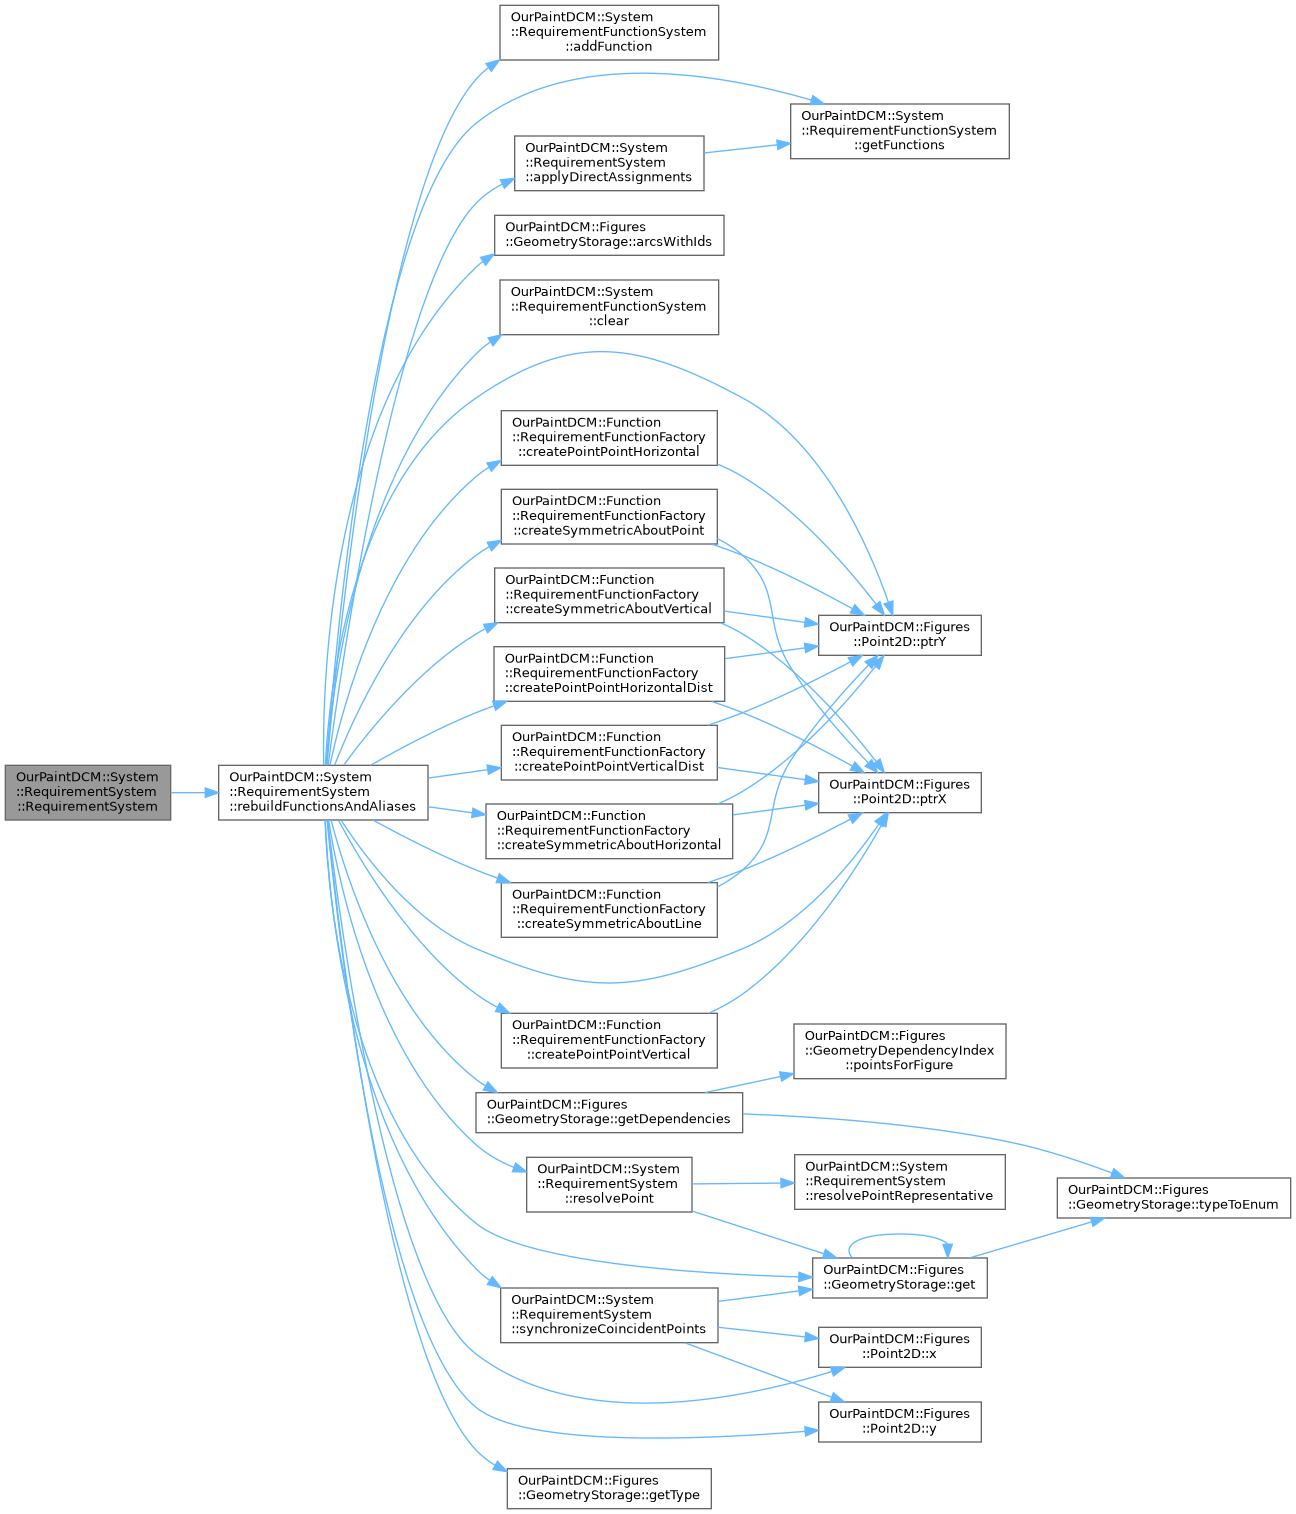 OurPaintDCM::System
::RequirementFunctionSystem
::addFunction
OurPaintDCM::System
::RequirementFunctionSystem
::getFunctions
OurPaintDCM::System
::RequirementSystem
::applyDirectAssignments
OurPaintDCM::Figures
::GeometryStorage::arcsWithIds
OurPaintDCM::System
::RequirementFunctionSystem
::clear
OurPaintDCM::Function
::RequirementFunctionFactory
::createPointPointHorizontal
OurPaintDCM::Function
::RequirementFunctionFactory
::createSymmetricAboutPoint
OurPaintDCM::Function
::RequirementFunctionFactory
::createSymmetricAboutVertical
OurPaintDCM::Figures
::Point2D::ptrY
OurPaintDCM::Function
::RequirementFunctionFactory
::createPointPointHorizontalDist
OurPaintDCM::Function
::RequirementFunctionFactory
::createPointPointVerticalDist
OurPaintDCM::System
::RequirementSystem
::RequirementSystem
OurPaintDCM::System
::RequirementSystem
::rebuildFunctionsAndAliases
OurPaintDCM::Figures
::Point2D::ptrX
OurPaintDCM::Function
::RequirementFunctionFactory
::createSymmetricAboutHorizontal
OurPaintDCM::Function
::RequirementFunctionFactory
::createSymmetricAboutLine
OurPaintDCM::Function
::RequirementFunctionFactory
::createPointPointVertical
OurPaintDCM::Figures
::GeometryDependencyIndex
::pointsForFigure
OurPaintDCM::Figures
::GeometryStorage::getDependencies
OurPaintDCM::System
::RequirementSystem
::resolvePoint
OurPaintDCM::System
::RequirementSystem
::resolvePointRepresentative
OurPaintDCM::Figures
::GeometryStorage::typeToEnum
OurPaintDCM::Figures
::GeometryStorage::get
OurPaintDCM::System
::RequirementSystem
::synchronizeCoincidentPoints
OurPaintDCM::Figures
::Point2D::x
OurPaintDCM::Figures
::Point2D::y
OurPaintDCM::Figures
::GeometryStorage::getType